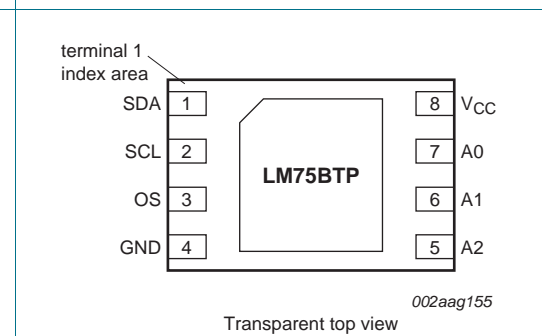 terminal 1
index area
SDA 1 8 VCC
SCL 2 7 A0
LM75BTP
OS 3 6 A1
GND 4 5 A2
002aag155
Transparent top view